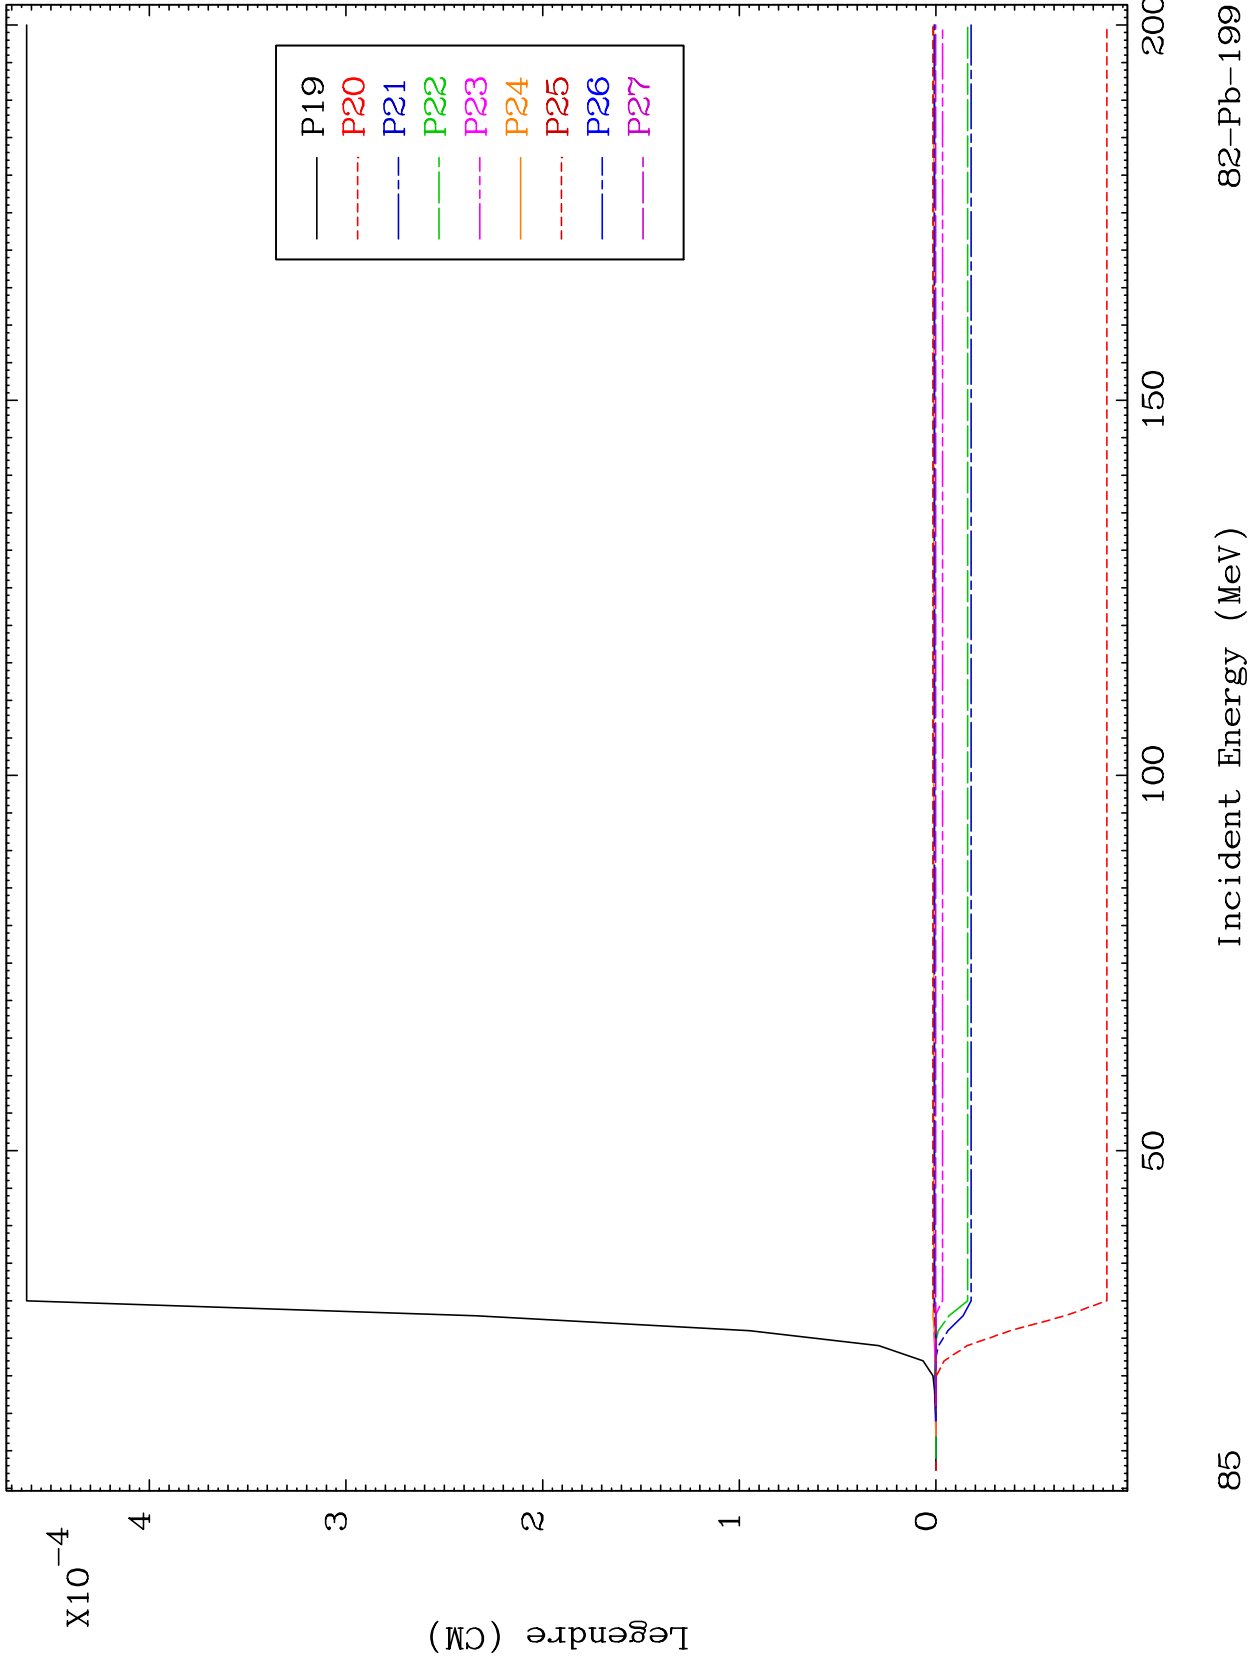 X10-4
Legendre (CM)
4
3
2
1
0
P19
P20
P21
P22
P23
P24
P25
P26
P27
50
100
150
200
Incident Energy (MeV)
85
82-Pb-199